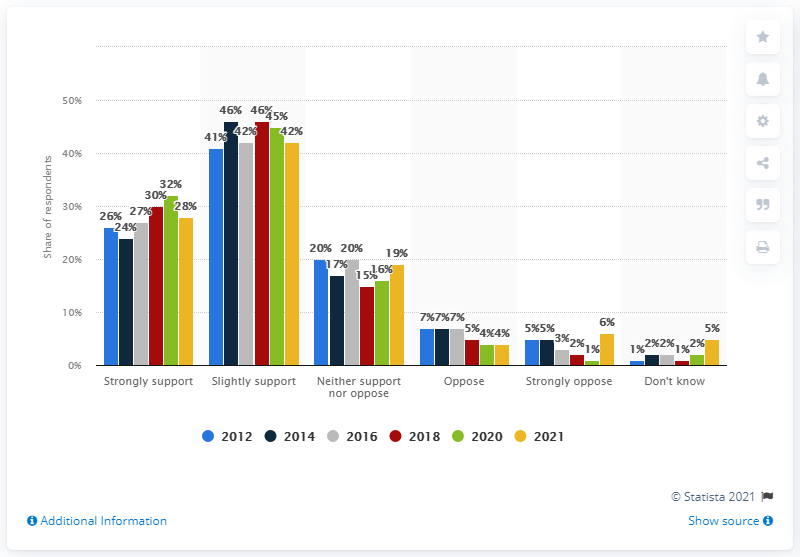 50%
40%
30%
20%
10%
0%
Share of respondents
26% 24% 27% 30% 32% 28%
41% 46% 42% 46% 45% 42%
20% 17% 20% 15% 16% 19%
7% 7% 7% 5% 4% 4%
5% 5% 3% 2% 1% 6%
1% 2% 2% 1% 2% 5%
Strongly support Slightly support Neither support Oppose Strongly oppose Don't know
nor oppose
2012 2014 2016 2018 2020 2021
© Statista 2021
Additional Information Show source